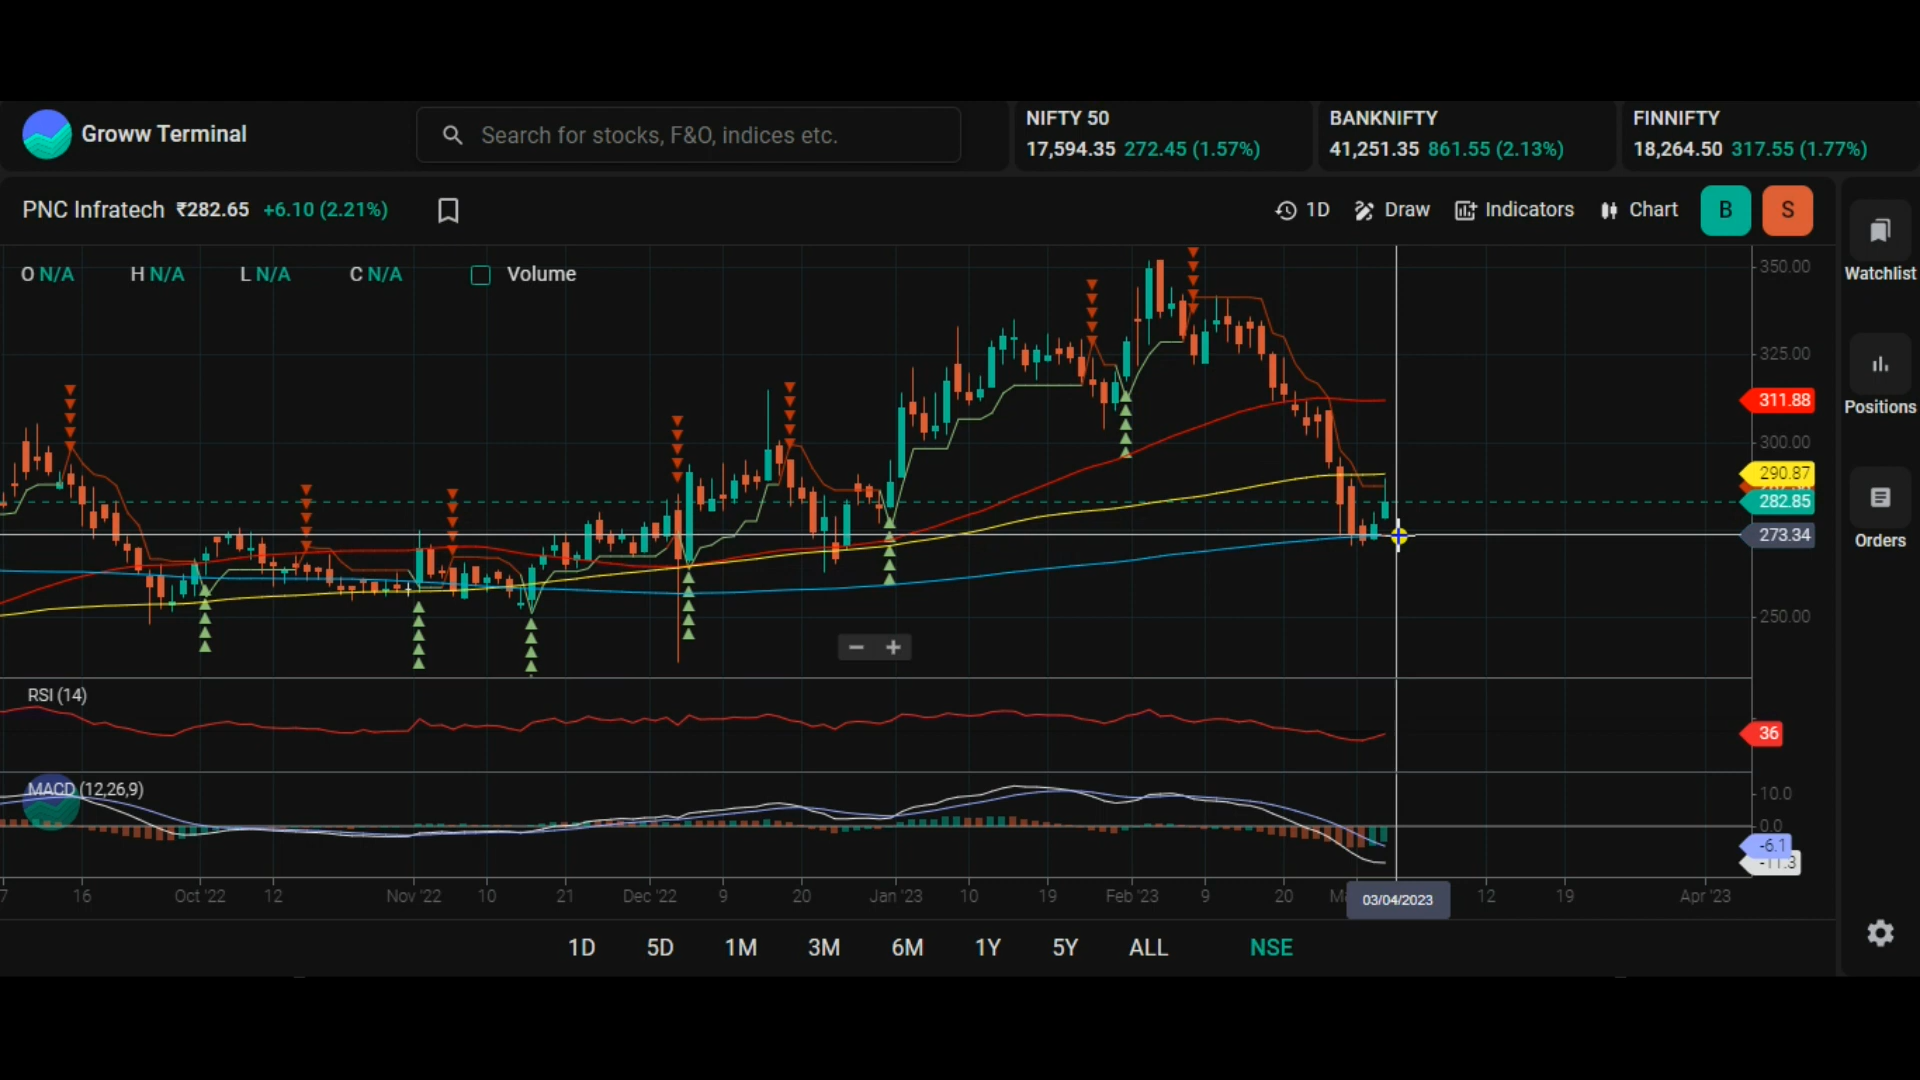 Groww Terminal
Search for stocks, F&O, indices etc.
NIFTY 50
17,594.35 272.45 (1.57%)
BANKNIFTY
41,251.35 861.55 (2.13%)
FINNIFTY
18,264.50 317.55 (1.77%)
PNC Infratech ₹282.65 +6.10 (2.21%)
1D
Draw
Indicators
Chart
B
S
O N/A H N/A L N/A C N/A Volume
350.00
325.00
311.88
300.00
290.87
282.85
273.34
250.00
Watchlist
Positions
Orders
− +
RSI (14)
36
MACD (12,26,9)
10.0
0.0
-6.1
-11.3
7 16 Oct '22 12 Nov '22 10 21 Dec '22 9 20 Jan '23 10 19 Feb '23 9 20 03/04/2023 12 19 Apr '23
1D 5D 1M 3M 6M 1Y 5Y ALL NSE